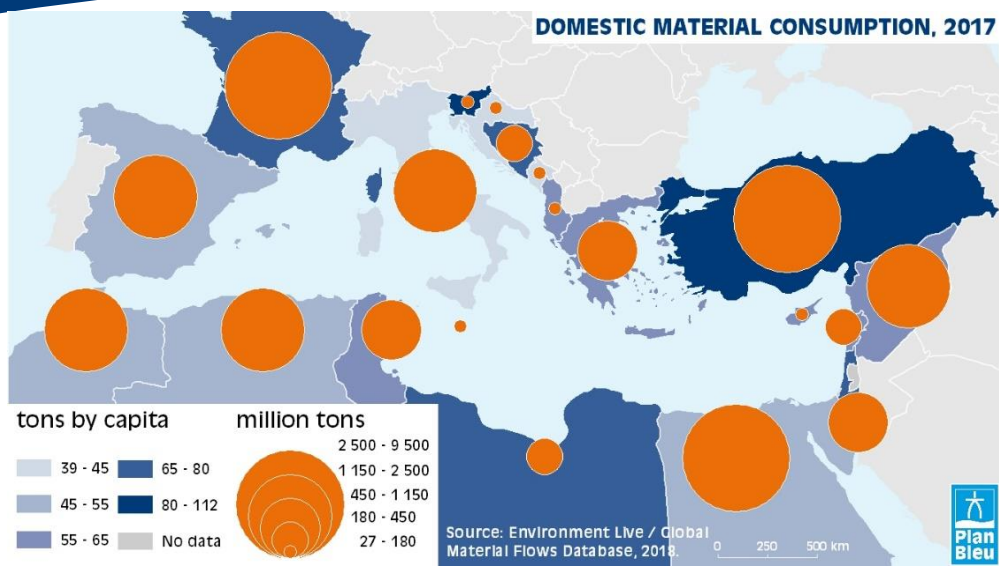 DOMESTIC MATERIAL CONSUMPTION, 2017
tons by capita
39 - 45
65 - 80
45 - 55
80 - 112
55 - 65
No data
million tons
2 500 - 9 500
1 150 - 2 500
450 - 1 150
180 - 450
27 - 180
Source: Environment Live / Global
Material Flows Database, 2018.
0 250 500 km
Plan
Bleu